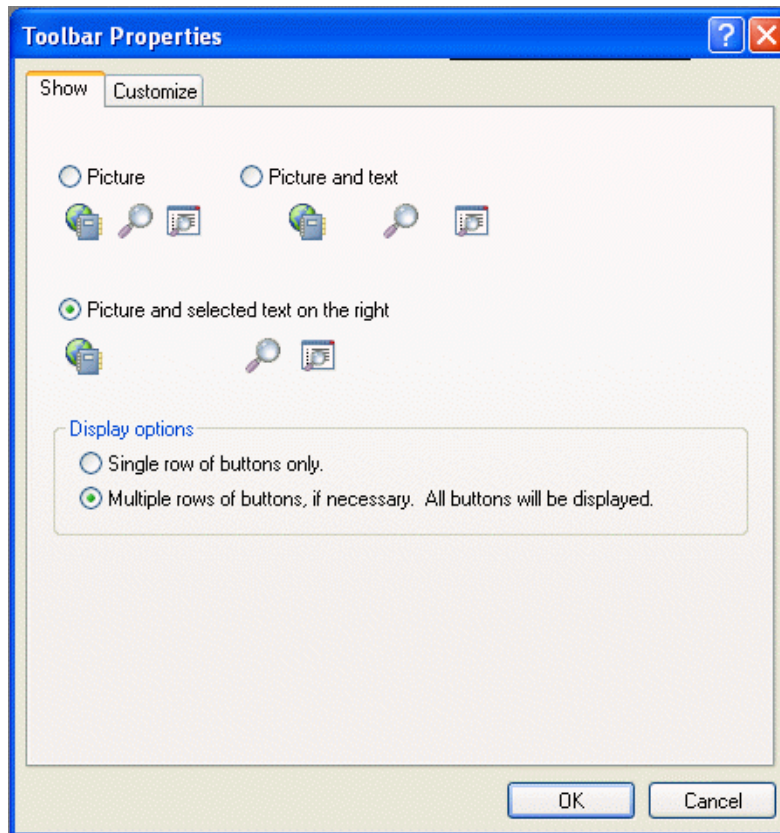 Toolbar Properties
Show Customize
Picture Picture and text
Picture and selected text on the right
Display options
Single row of buttons only.
Multiple rows of buttons, if necessary. All buttons will be displayed.
OK Cancel